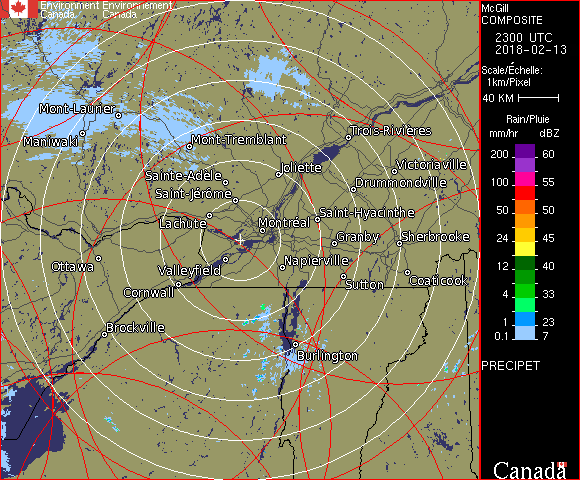 Environment Environnement
Canada Canada
McGill
COMPOSITE
2300 UTC
2018-02-13
Scale/Échelle:
1km/Pixel
40 KM
Rain/Pluie
mm/hr dBZ
200 60
100 55
50 50
24 45
12 40
4 33
1 23
0.1 7
PRECIPET
Canada
Mont-Laurier
Maniwaki
Mont-Tremblant
Trois-Rivières
Sainte-Adèle
Joliette
Victoriaville
Saint-Jérôme
Drummondville
Lachute
Montréal
Saint-Hyacinthe
Granby
Sherbrooke
Ottawa
Valleyfield
Napierville
Cornwall
Sutton
Coaticook
Brockville
Burlington